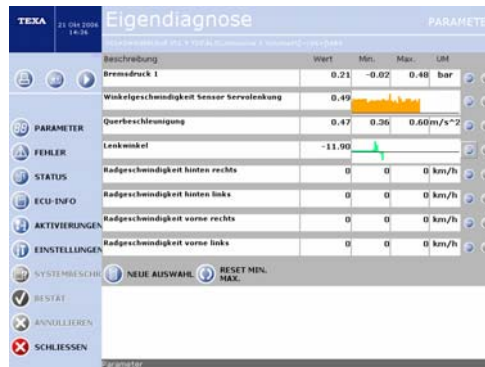 TEXA
21 Okt 2006
14:36
Eigendiagnose
PARAMETE
Beschreibung Wert Min. Max. UM
Bremsdruck 1 0.21 -0.02 0.48 bar
Winkelgeschwindigkeit Sensor Servolenkung 0.49
Querbeschleunigung 0.47 0.36 0.60 m/s^2
Lenkwinkel -11.90
Radgeschwindigkeit hinten rechts 0 0 0 km/h
Radgeschwindigkeit hinten links 0 0 0 km/h
Radgeschwindigkeit vorne rechts 0 0 0 km/h
Radgeschwindigkeit vorne links 0 0 0 km/h
PARAMETER
FEHLER
STATUS
ECU-INFO
AKTIVIERUNGEN
EINSTELLUNGEN
SYSTEMBESCHR
BESTÄT
ANNULLIEREN
SCHLIESSEN
NEUE AUSWAHL
RESET MIN.
MAX.
Parameter